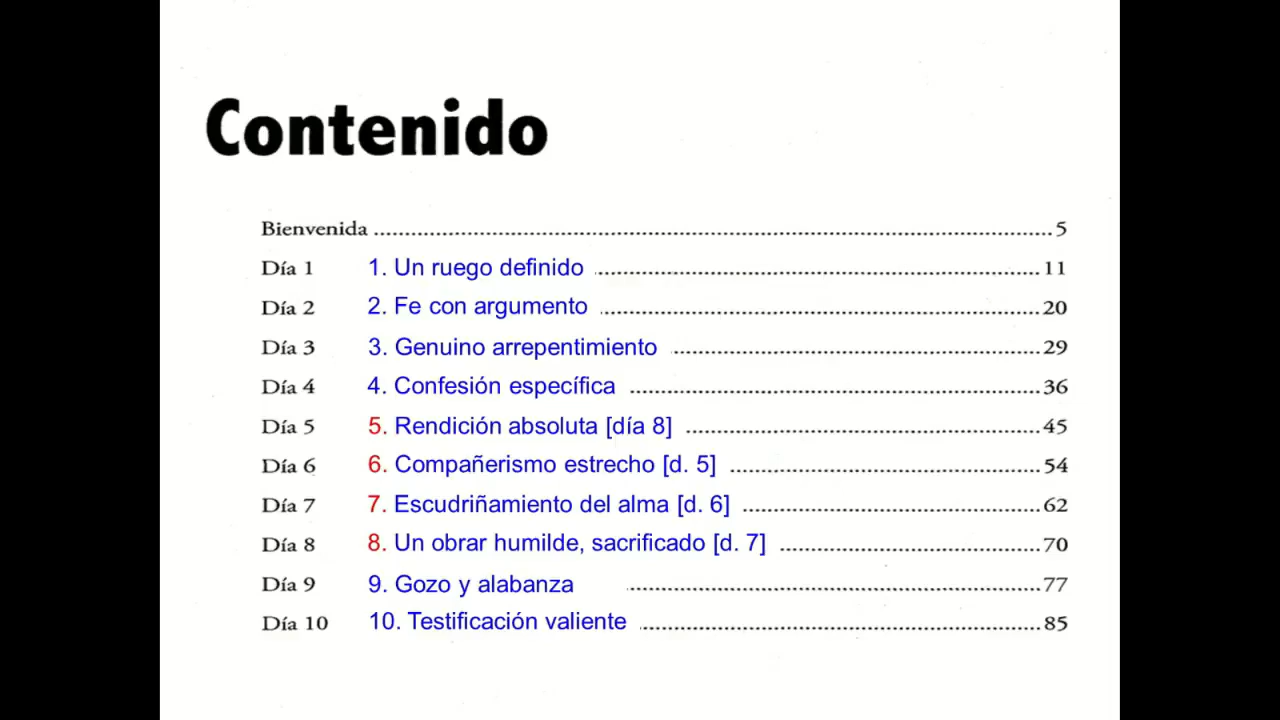 Contenido
Bienvenida ........................................................ 5
Día 1 1. Un ruego definido ........................................ 11
Día 2 2. Fe con argumento ........................................ 20
Día 3 3. Genuino arrepentimiento ........................................ 29
Día 4 4. Confesión específica ........................................ 36
Día 5 5. Rendición absoluta [día 8] ........................................ 45
Día 6 6. Compañerismo estrecho [d. 5] ........................................ 54
Día 7 7. Escudriñamiento del alma [d. 6] ........................................ 62
Día 8 8. Un obrar humilde, sacrificado [d. 7] ........................................ 70
Día 9 9. Gozo y alabanza ........................................ 77
Día 10 10. Testificación valiente ........................................ 85